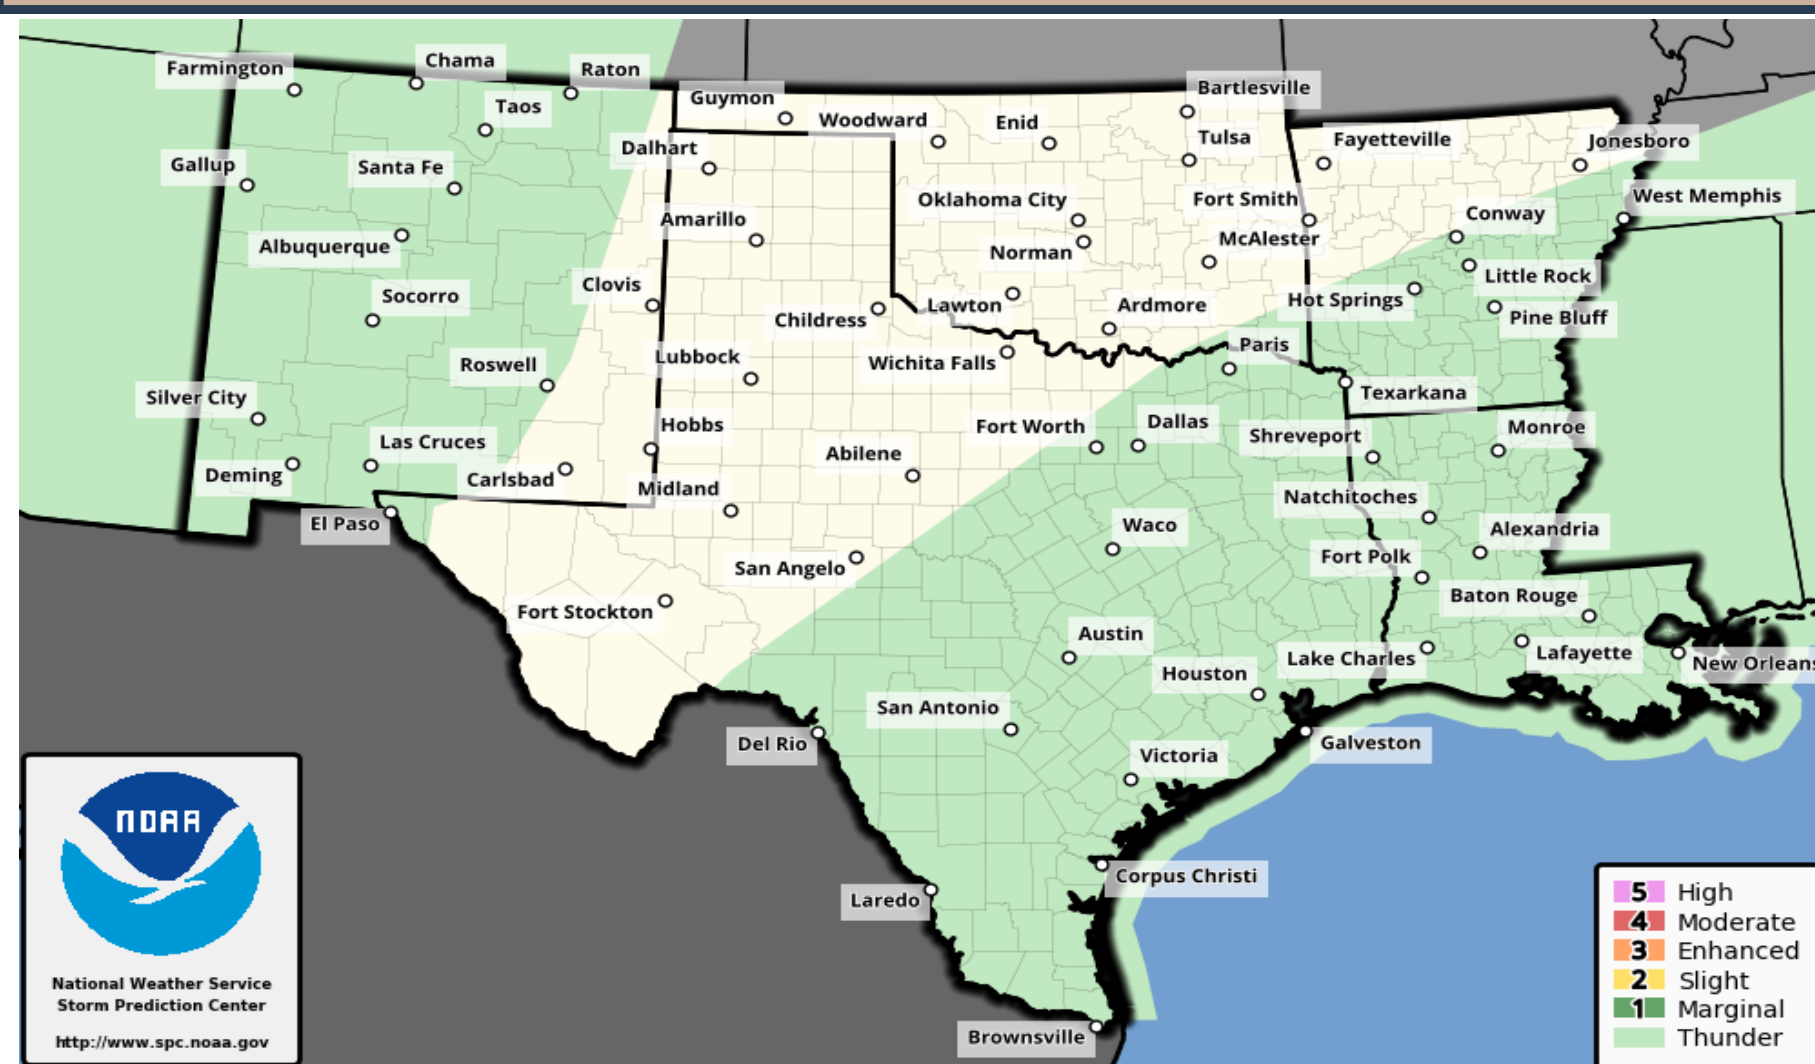 Farmington
Chama
Raton
Taos
Guymon
Woodward
Enid
Bartlesville
Tulsa
Fayetteville
Jonesboro
Dalhart
Gallup
Santa Fe
Oklahoma City
Fort Smith
West Memphis
Amarillo
Conway
Albuquerque
Norman
McAlester
Little Rock
Clovis
Socorro
Childress
Lawton
Ardmore
Hot Springs
Pine Bluff
Roswell
Lubbock
Wichita Falls
Paris
Silver City
Texarkana
Las Cruces
Hobbs
Fort Worth
Dallas
Shreveport
Monroe
Deming
Carlsbad
Midland
Abilene
Natchitoches
El Paso
Waco
Alexandria
San Angelo
Fort Polk
Fort Stockton
Baton Rouge
Austin
Lake Charles
Lafayette
New Orleans
Houston
San Antonio
Del Rio
Galveston
Victoria
Corpus Christi
Laredo
Brownsville
NOAA
National Weather Service
Storm Prediction Center
http://www.spc.noaa.gov
5 High
4 Moderate
3 Enhanced
2 Slight
1 Marginal
Thunder